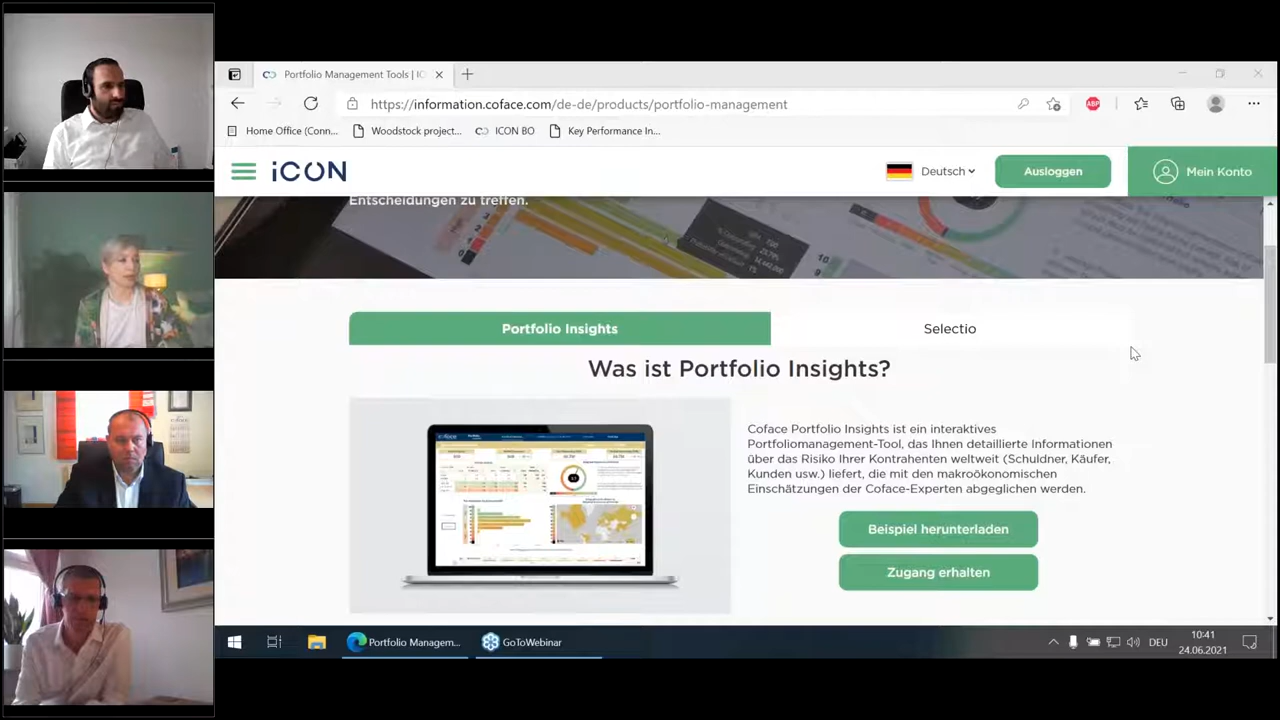 Portfolio Management Tools | IC
https://information.coface.com/de-de/products/portfolio-management
ABP
Home Office (Conn...
Woodstock project...
ICON BO
Key Performance In...
iCON
Deutsch
Ausloggen
Mein Konto
Entscheidungen zu treffen.
Portfolio Insights
Selectio
Was ist Portfolio Insights?
Coface Portfolio Insights ist ein interaktives
Portfoliomanagement-Tool, das Ihnen detaillierte Informationen
über das Risiko Ihrer Kontrahenten weltweit (Schuldner, Käufer,
Kunden usw.) liefert, die mit den makroökonomischen
Einschätzungen der Coface-Experten abgeglichen werden.
Beispiel herunterladen
Zugang erhalten
Portfolio Managem...
GoToWebinar
DEU
10:41
24.06.2021